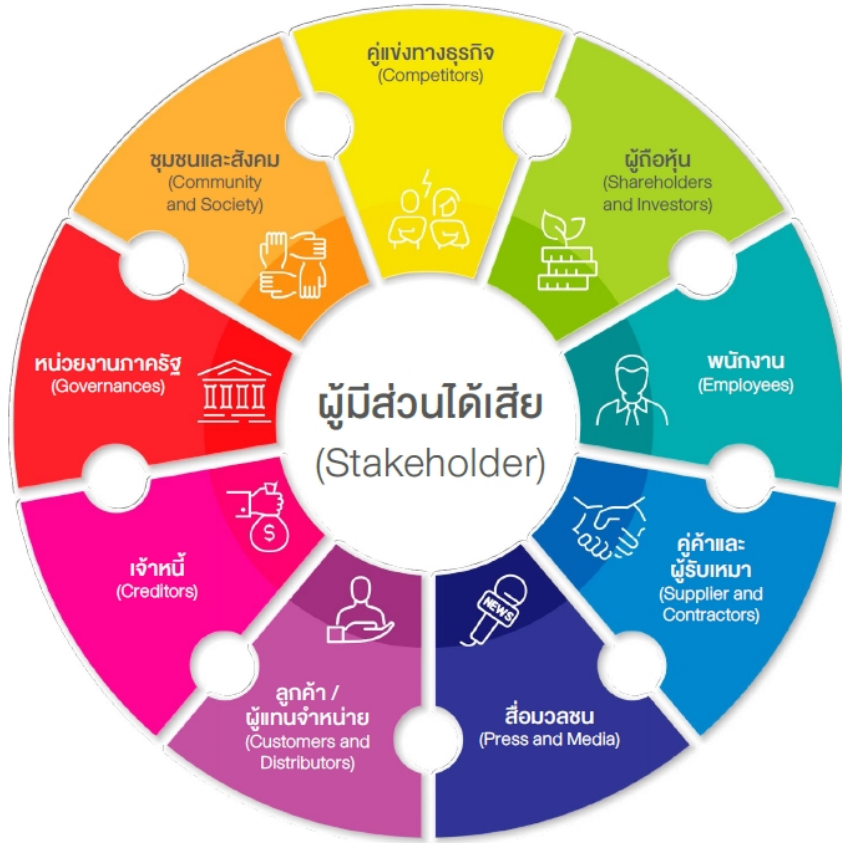 คู่แข่งทางธุรกิจ
(Competitors)
ผู้ถือหุ้น
(Shareholders
and Investors)
พนักงาน
(Employees)
คู่ค้าและ
ผู้รับเหมา
(Supplier and
Contractors)
สื่อมวลชน
(Press and Media)
NEWS
ลูกค้า /
ผู้แทนจำหน่าย
(Customers and
Distributors)
เจ้าหนี้
(Creditors)
$
หน่วยงานภาครัฐ
(Governances)
ชุมชนและสังคม
(Community
and Society)
ผู้มีส่วนได้เสีย
(Stakeholder)